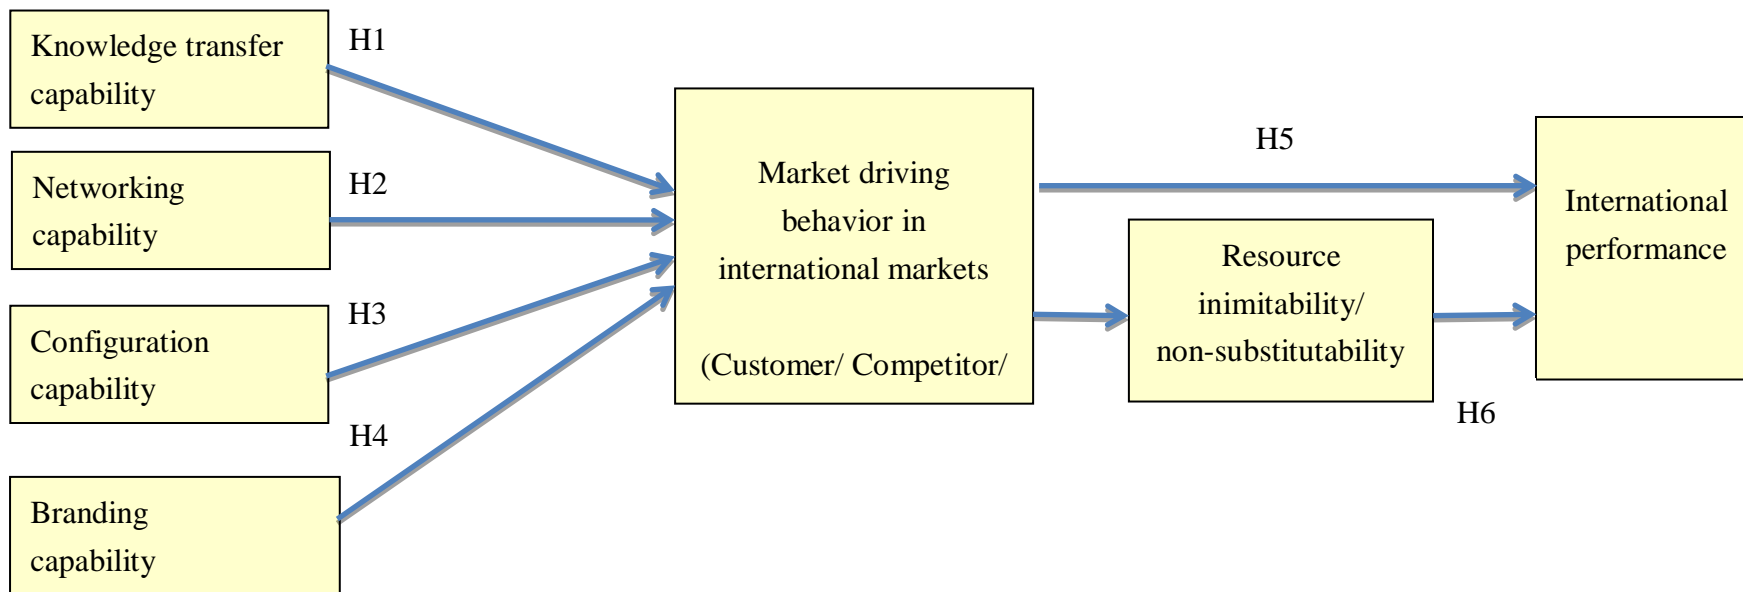 Knowledge transfer
capability
H1
Networking
capability
H2
Configuration
capability
H3
Branding
capability
H4
Market driving
behavior in
international markets
(Customer/ Competitor/
H5
Resource
inimitability/
non-substitutability
H6
International
performance